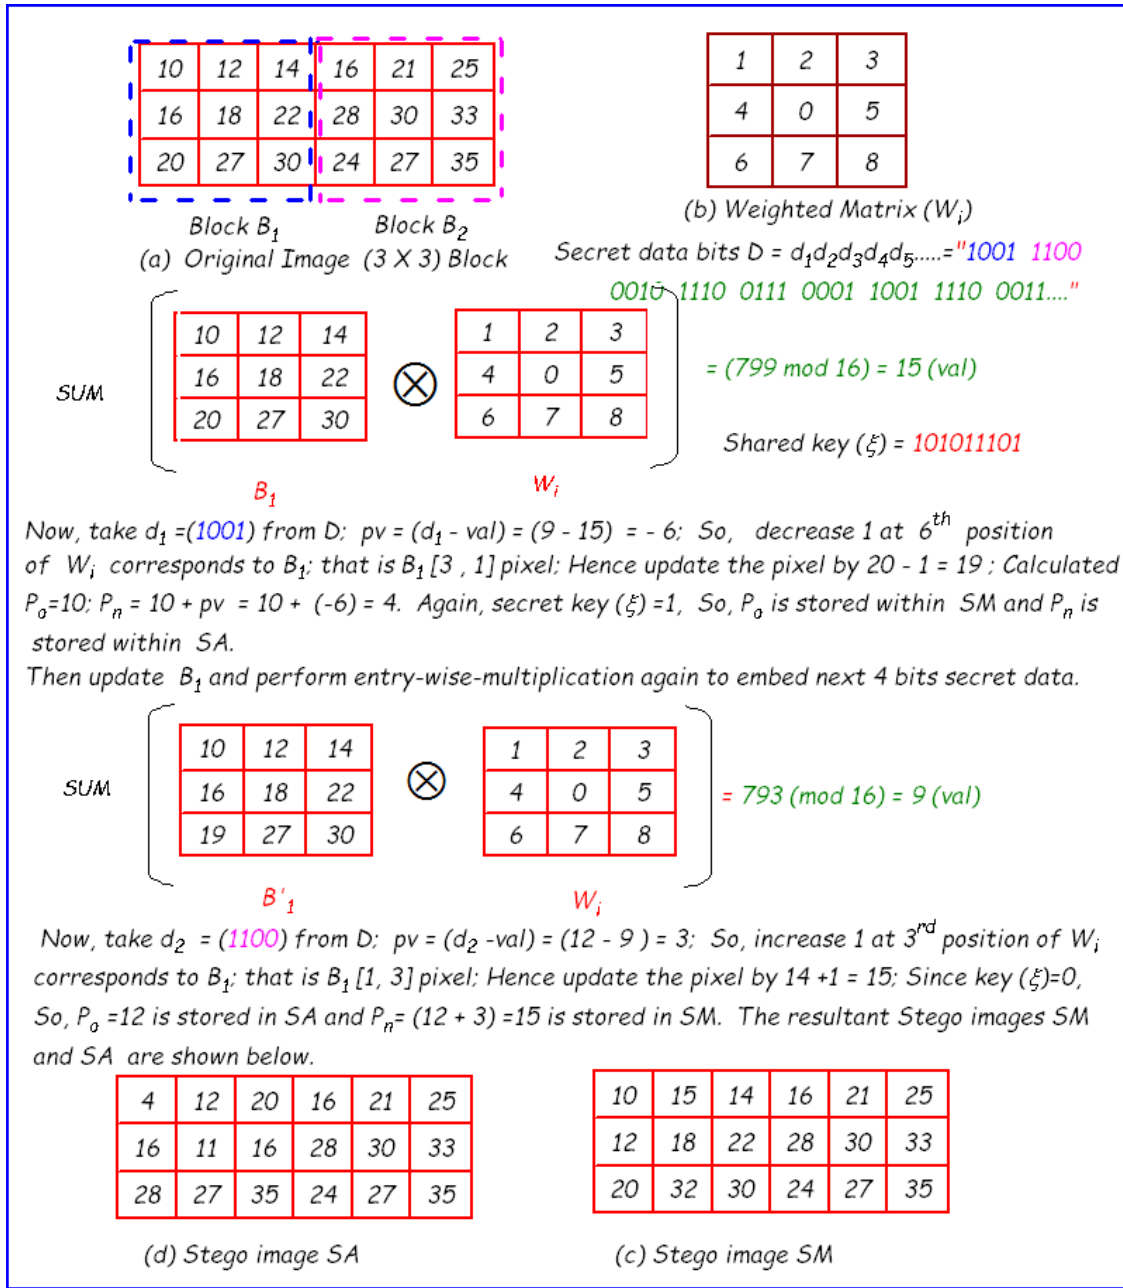 10 12 14 16 21 25 1 2 3
16 18 22 28 30 33 4 0 5
20 27 30 24 27 35 6 7 8
Block B1 Block B2 (b) Weighted Matrix (Wi)
(a) Original Image (3 X 3) Block Secret data bits D = d1d2d3d4d5.....="1001 1100
0010 1110 0111 0001 1001 1110 0011...."
10 12 14 1 2 3
SUM 16 18 22 ⊗ 4 0 5 = (799 mod 16) = 15 (val)
20 27 30 6 7 8
Shared key (ξ) = 101011101
B1 Wi
Now, take d1 =(1001) from D; pv = (d1 - val) = (9 - 15) = - 6; So, decrease 1 at 6th position
of Wi corresponds to B1; that is B1 [3 , 1] pixel; Hence update the pixel by 20 - 1 = 19 ; Calculated
Po=10; Pn = 10 + pv = 10 + (-6) = 4. Again, secret key (ξ) =1, So, Po is stored within SM and Pn is
stored within SA.
Then update B1 and perform entry-wise-multiplication again to embed next 4 bits secret data.
10 12 14 1 2 3
SUM 16 18 22 ⊗ 4 0 5 = 793 (mod 16) = 9 (val)
19 27 30 6 7 8
B'1 Wi
Now, take d2 = (1100) from D; pv = (d2 -val) = (12 - 9 ) = 3; So, increase 1 at 3rd position of Wi
corresponds to B1; that is B1 [1, 3] pixel; Hence update the pixel by 14 +1 = 15; Since key (ξ)=0,
So, Po =12 is stored in SA and Pn= (12 + 3) =15 is stored in SM. The resultant Stego images SM
and SA are shown below.
4 12 20 16 21 25 10 15 14 16 21 25
16 11 16 28 30 33 12 18 22 28 30 33
28 27 35 24 27 35 20 32 30 24 27 35
(d) Stego image SA (c) Stego image SM